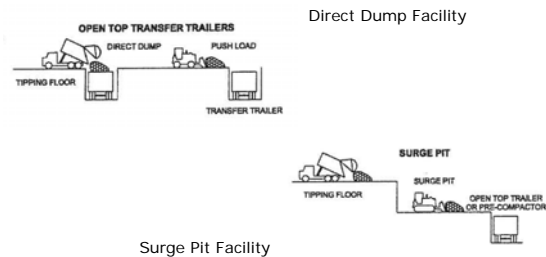 Direct Dump Facility
OPEN TOP TRANSFER TRAILERS
DIRECT DUMP
PUSH LOAD
TIPPING FLOOR
TRANSFER TRAILER
SURGE PIT
SURGE PIT
TIPPING FLOOR
OPEN TOP TRAILER
OR PRE-COMPACTOR
Surge Pit Facility